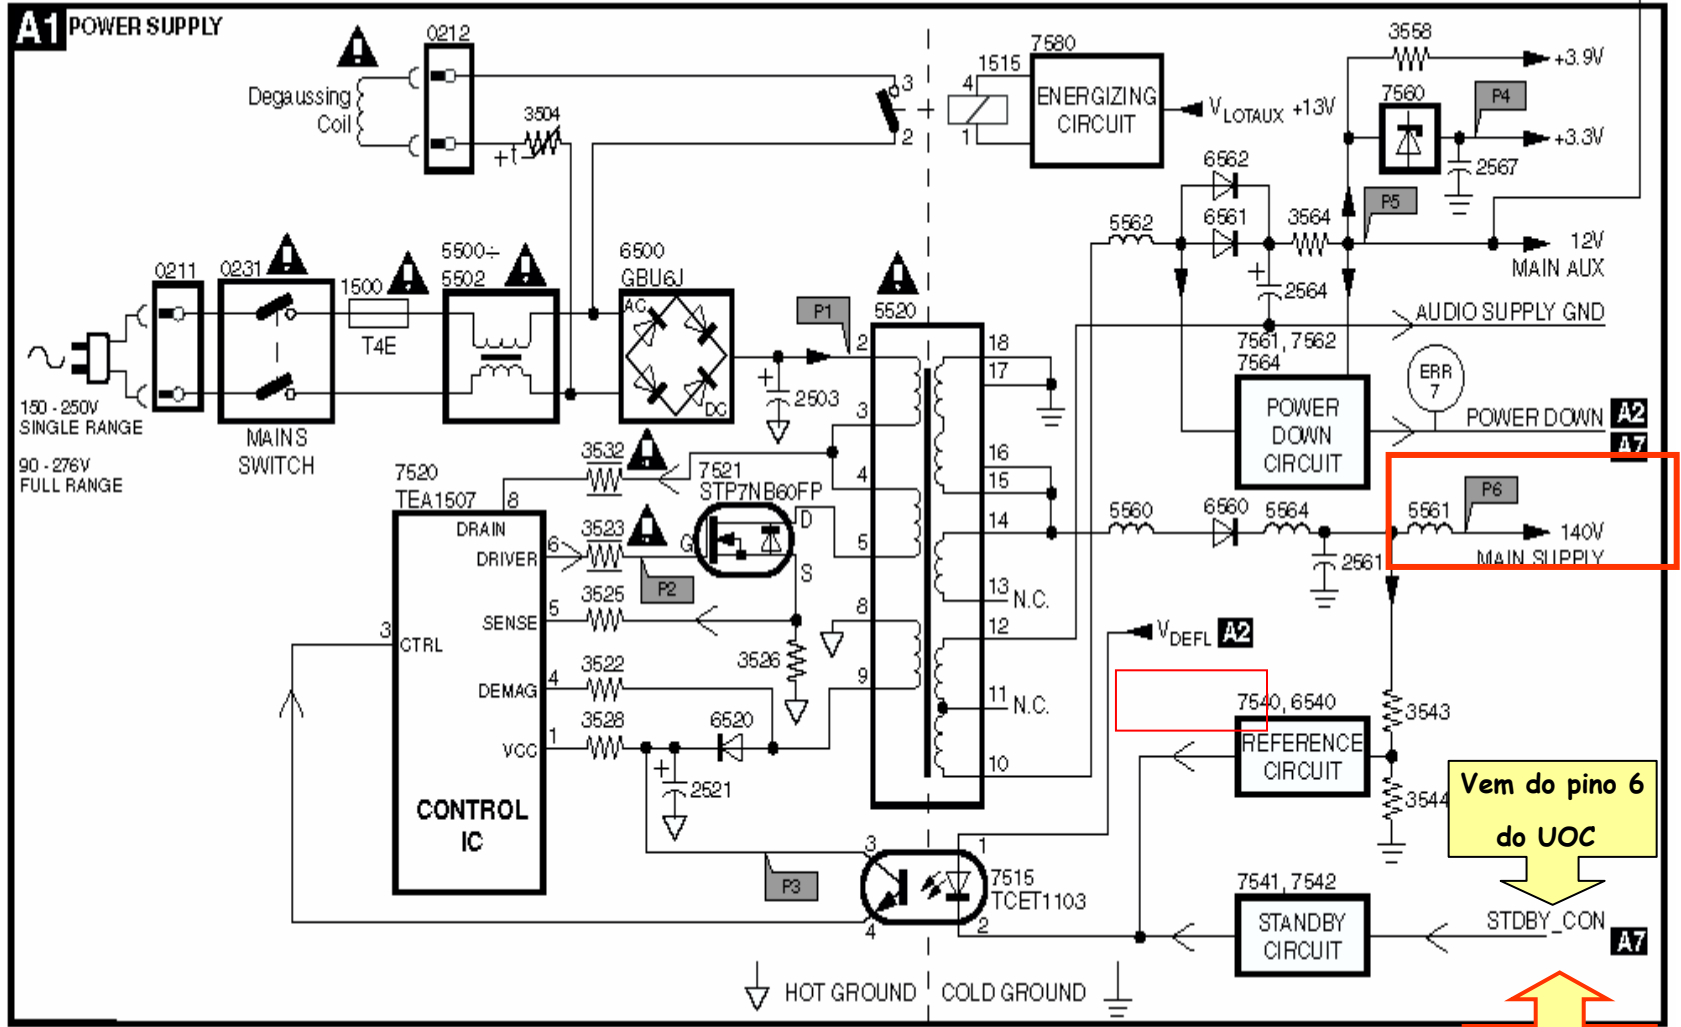 A1 POWER SUPPLY
0212
Degaussing
Coil
3504
+t
3
2
1515
4
1
7580
ENERGIZING
CIRCUIT
VLOTAUX +13V
3558
+3.9V
7560
P4
+3.3V
2567
6562
5562
6561
3564
P5
12V
MAIN AUX
+
2564
AUDIO SUPPLY GND
7561, 7562
7564
POWER
DOWN
CIRCUIT
ERR
7
POWER DOWN
A2
A7
0211
0231
1500
T4E
5500÷
5502
6500
GBU6J
AC
DC
P1
5520
+
2503
150 - 250V
SINGLE RANGE
90 - 276V
FULL RANGE
MAINS
SWITCH
2
3
4
5
8
9
18
17
16
15
14
13 N.C.
12
11 N.C.
10
7520
TEA1507
8
3532
7521
STP7NB60FP
D
G
S
DRAIN
DRIVER
6
3523
P2
SENSE
5
3525
3526
3
CTRL
DEMAG
4
3522
VCC
1
3528
6520
+
2521
CONTROL
IC
5560
6560
5564
2561
5561
P6
140V
MAIN SUPPLY
VDEFL A2
7540, 6540
REFERENCE
CIRCUIT
3543
3544
Vem do pino 6
do UOC
P3
3
4
1
2
7515
TCET1103
7541, 7542
STANDBY
CIRCUIT
STDBY_CON
A7
HOT GROUND
COLD GROUND